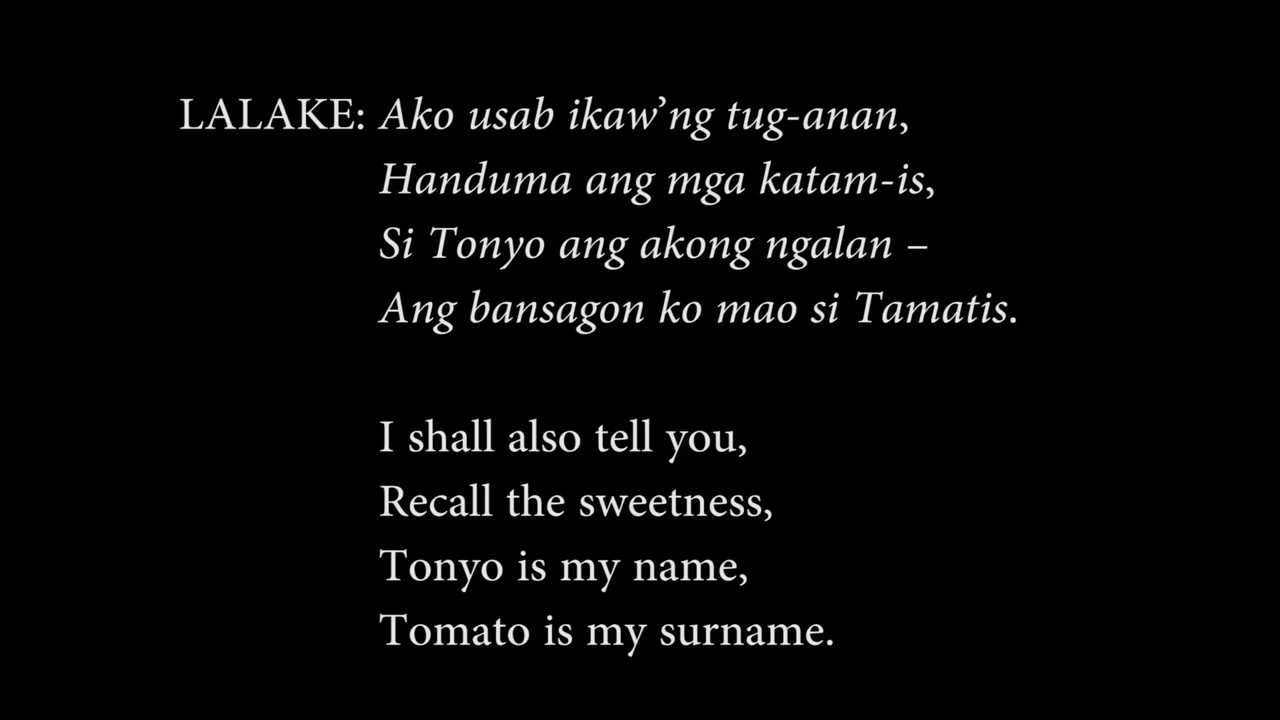 LALAKE: Ako usab ikaw’ng tug-anan,
Handuma ang mga katam-is,
Si Tonyo ang akong ngalan –
Ang bansagon ko mao si Tamatis.
I shall also tell you,
Recall the sweetness,
Tonyo is my name,
Tomato is my surname.